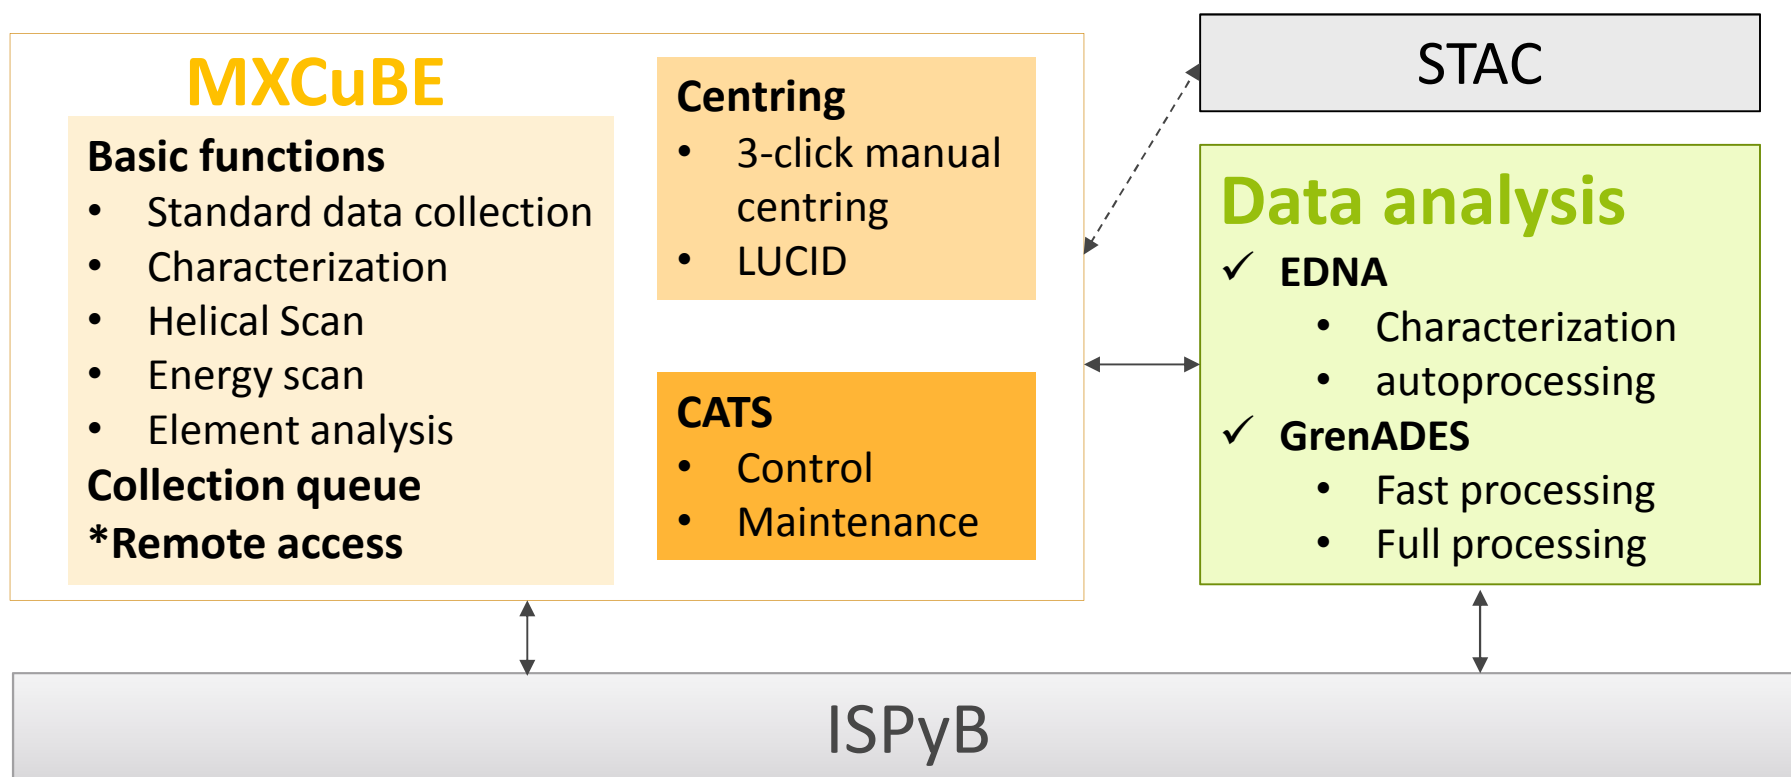 MXCuBE
Basic functions
• Standard data collection
• Characterization
• Helical Scan
• Energy scan
• Element analysis
Collection queue
*Remote access
Centring
• 3-click manual
centring
• LUCID
CATS
• Control
• Maintenance
STAC
Data analysis
✓ EDNA
• Characterization
• autoprocessing
✓ GrenADES
• Fast processing
• Full processing
ISPyB